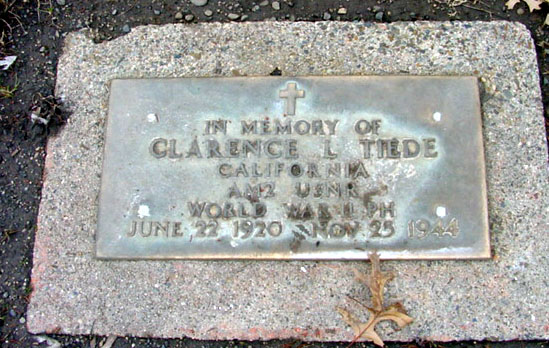 IN MEMORY OF
CLARENCE L TIEDE
CALIFORNIA
AM2 USNR
WORLD WAR II PH
JUNE 22 1920 NOV 25 1944